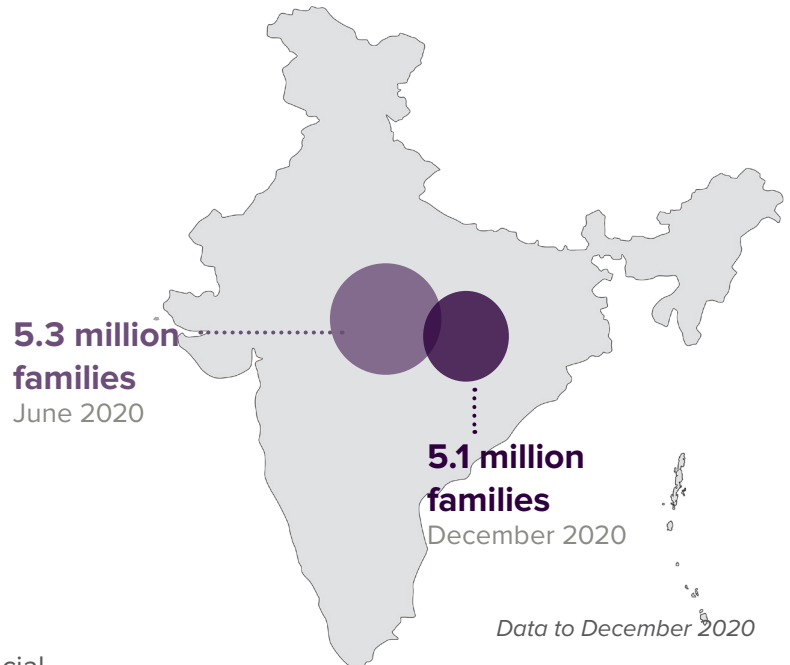 5.3 million
families
June 2020
5.1 million
families
December 2020
Data to December 2020